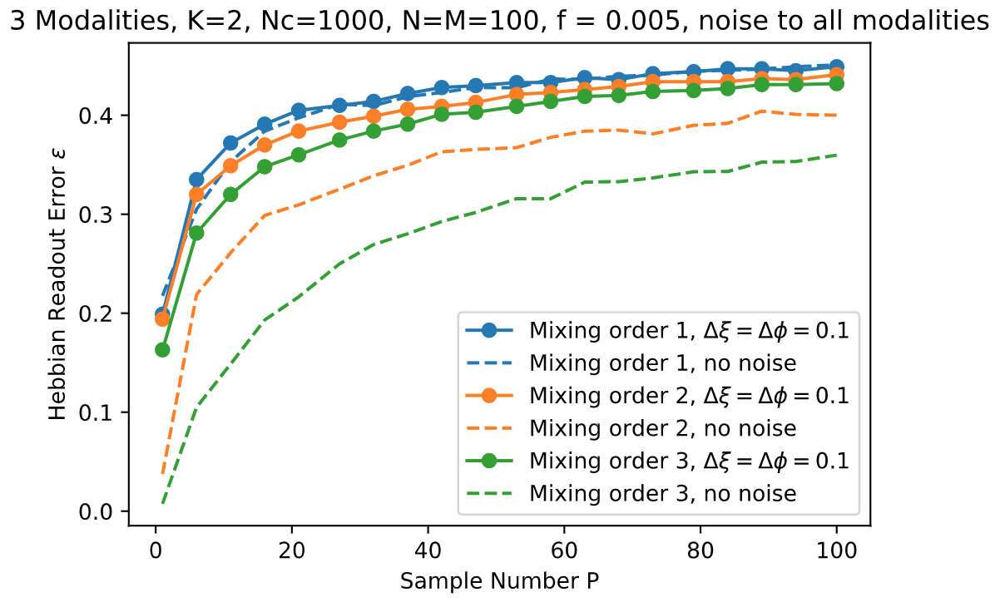 3 Modalities, K=2, Nc=1000, N=M=100, f = 0.005, noise to all modalities
Hebbian Readout Error ε
0.4
0.3
0.2
0.1
0.0
Mixing order 1, Δξ = Δϕ = 0.1
Mixing order 1, no noise
Mixing order 2, Δξ = Δϕ = 0.1
Mixing order 2, no noise
Mixing order 3, Δξ = Δϕ = 0.1
Mixing order 3, no noise
0 20 40 60 80 100
Sample Number P